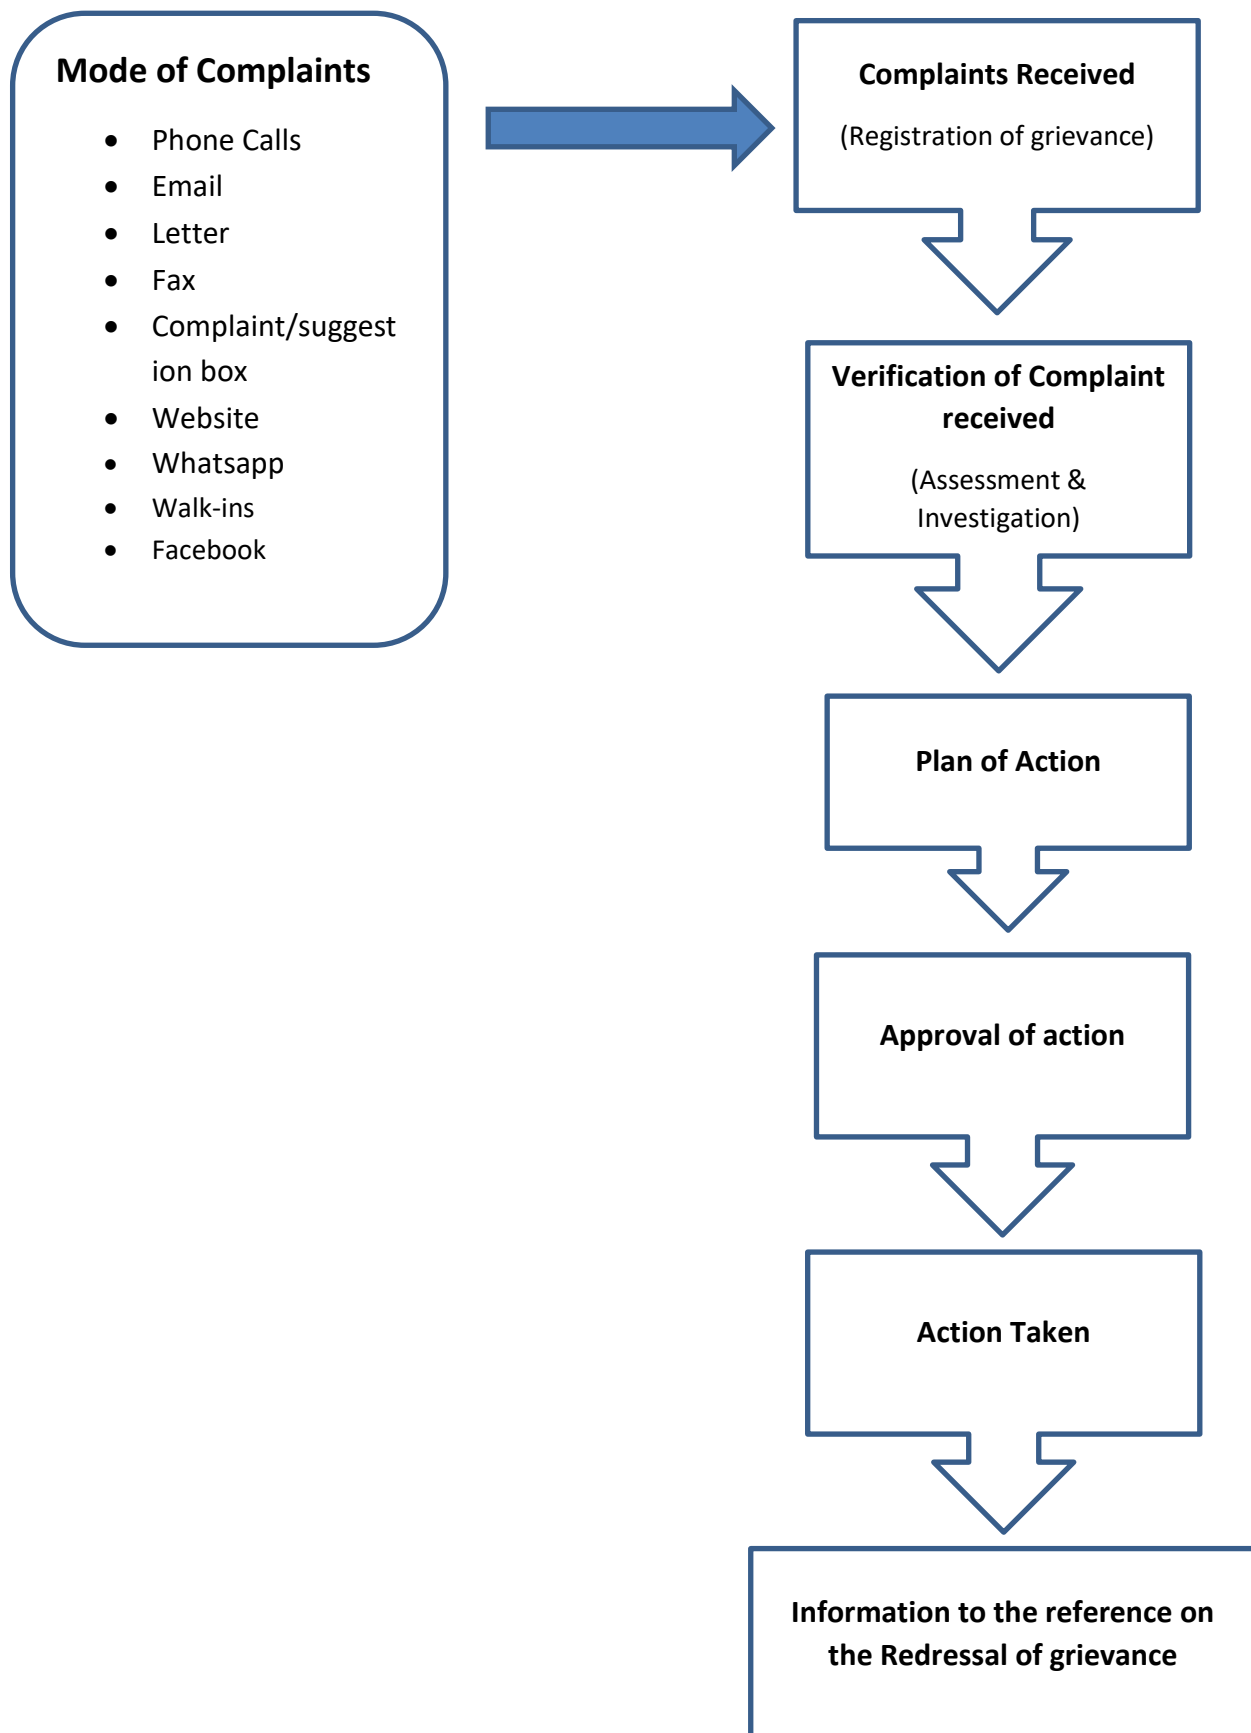 Mode of Complaints
• Phone Calls
• Email
• Letter
• Fax
• Complaint/suggest
ion box
• Website
• Whatsapp
• Walk-ins
• Facebook
Complaints Received
(Registration of grievance)
Verification of Complaint
received
(Assessment &
Investigation)
Plan of Action
Approval of action
Action Taken
Information to the reference on
the Redressal of grievance